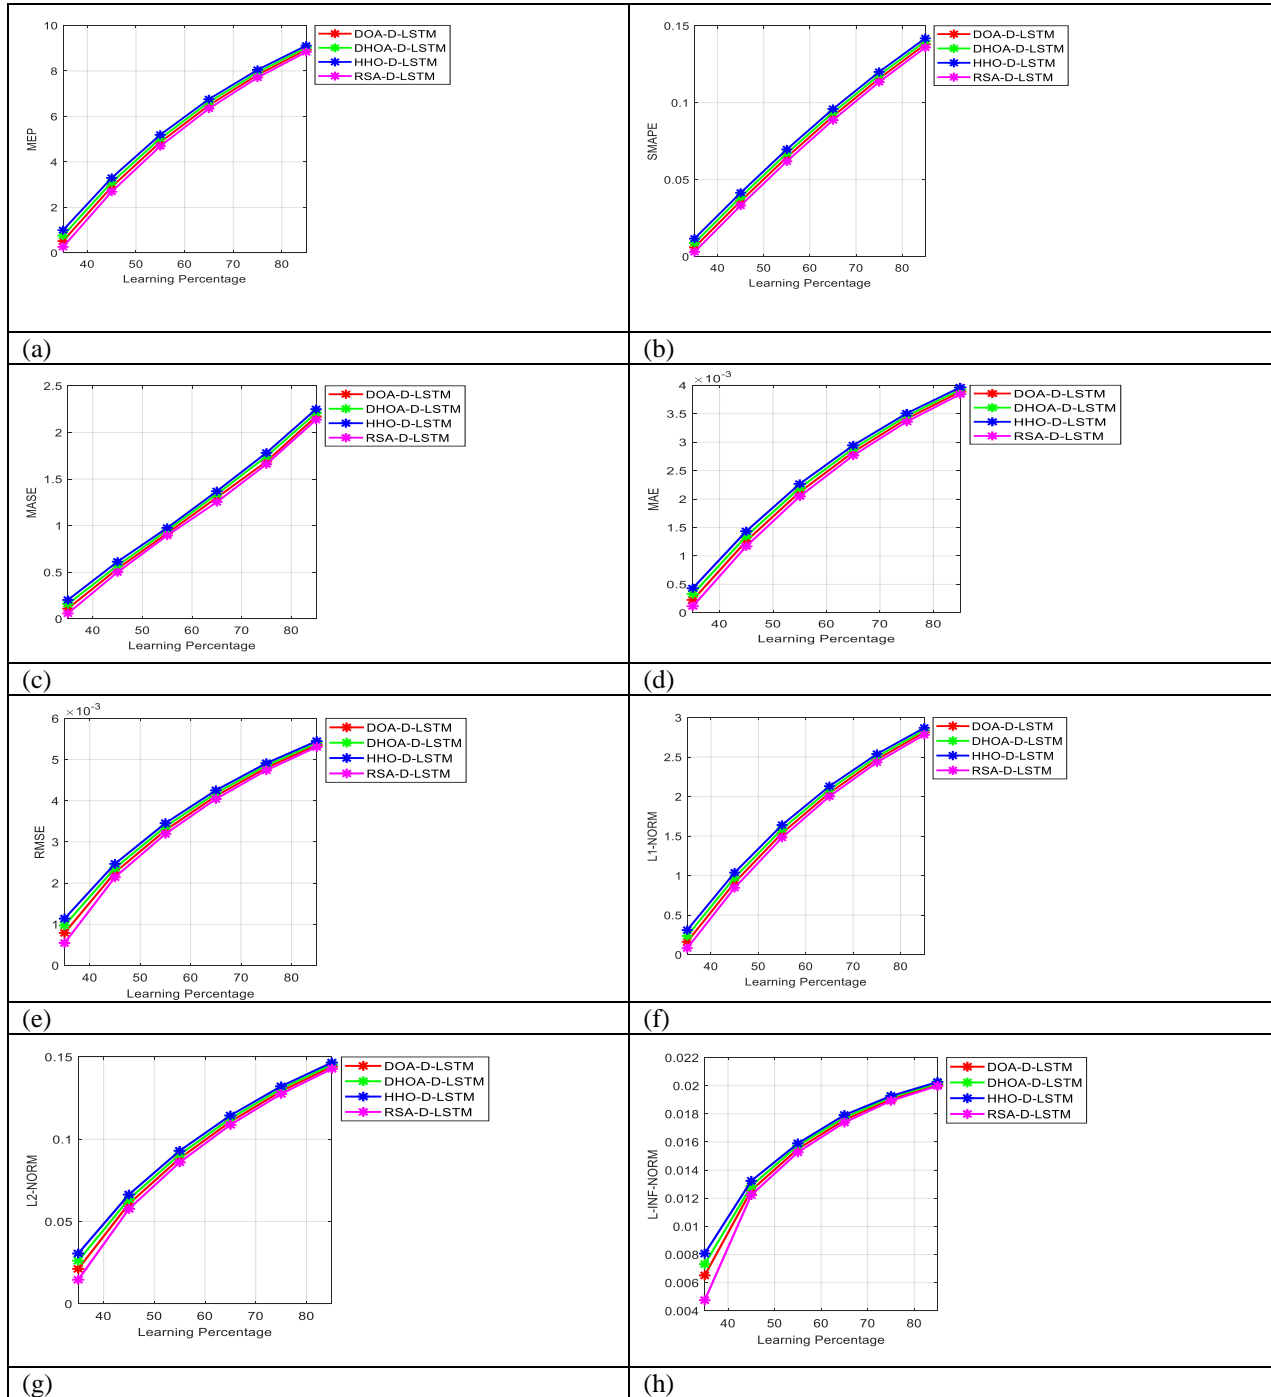 10
8
6
4
2
0
MEP
40 50 60 70 80
Learning Percentage
DOA-D-LSTM
DHOA-D-LSTM
HHO-D-LSTM
RSA-D-LSTM
0.15
0.1
0.05
0
SMAPE
40 50 60 70 80
Learning Percentage
DOA-D-LSTM
DHOA-D-LSTM
HHO-D-LSTM
RSA-D-LSTM
(a)
(b)
2.5
2
1.5
1
0.5
0
MASE
40 50 60 70 80
Learning Percentage
DOA-D-LSTM
DHOA-D-LSTM
HHO-D-LSTM
RSA-D-LSTM
×10-3
4
3.5
3
2.5
2
1.5
1
0.5
0
MAE
40 50 60 70 80
Learning Percentage
DOA-D-LSTM
DHOA-D-LSTM
HHO-D-LSTM
RSA-D-LSTM
(c)
(d)
×10-3
6
5
4
3
2
1
0
RMSE
40 50 60 70 80
Learning Percentage
DOA-D-LSTM
DHOA-D-LSTM
HHO-D-LSTM
RSA-D-LSTM
3
2.5
2
1.5
1
0.5
0
L1-NORM
40 50 60 70 80
Learning Percentage
DOA-D-LSTM
DHOA-D-LSTM
HHO-D-LSTM
RSA-D-LSTM
(e)
(f)
0.15
0.1
0.05
0
L2-NORM
40 50 60 70 80
Learning Percentage
DOA-D-LSTM
DHOA-D-LSTM
HHO-D-LSTM
RSA-D-LSTM
0.022
0.02
0.018
0.016
0.014
0.012
0.01
0.008
0.006
0.004
L-INF-NORM
40 50 60 70 80
Learning Percentage
DOA-D-LSTM
DHOA-D-LSTM
HHO-D-LSTM
RSA-D-LSTM
(g)
(h)